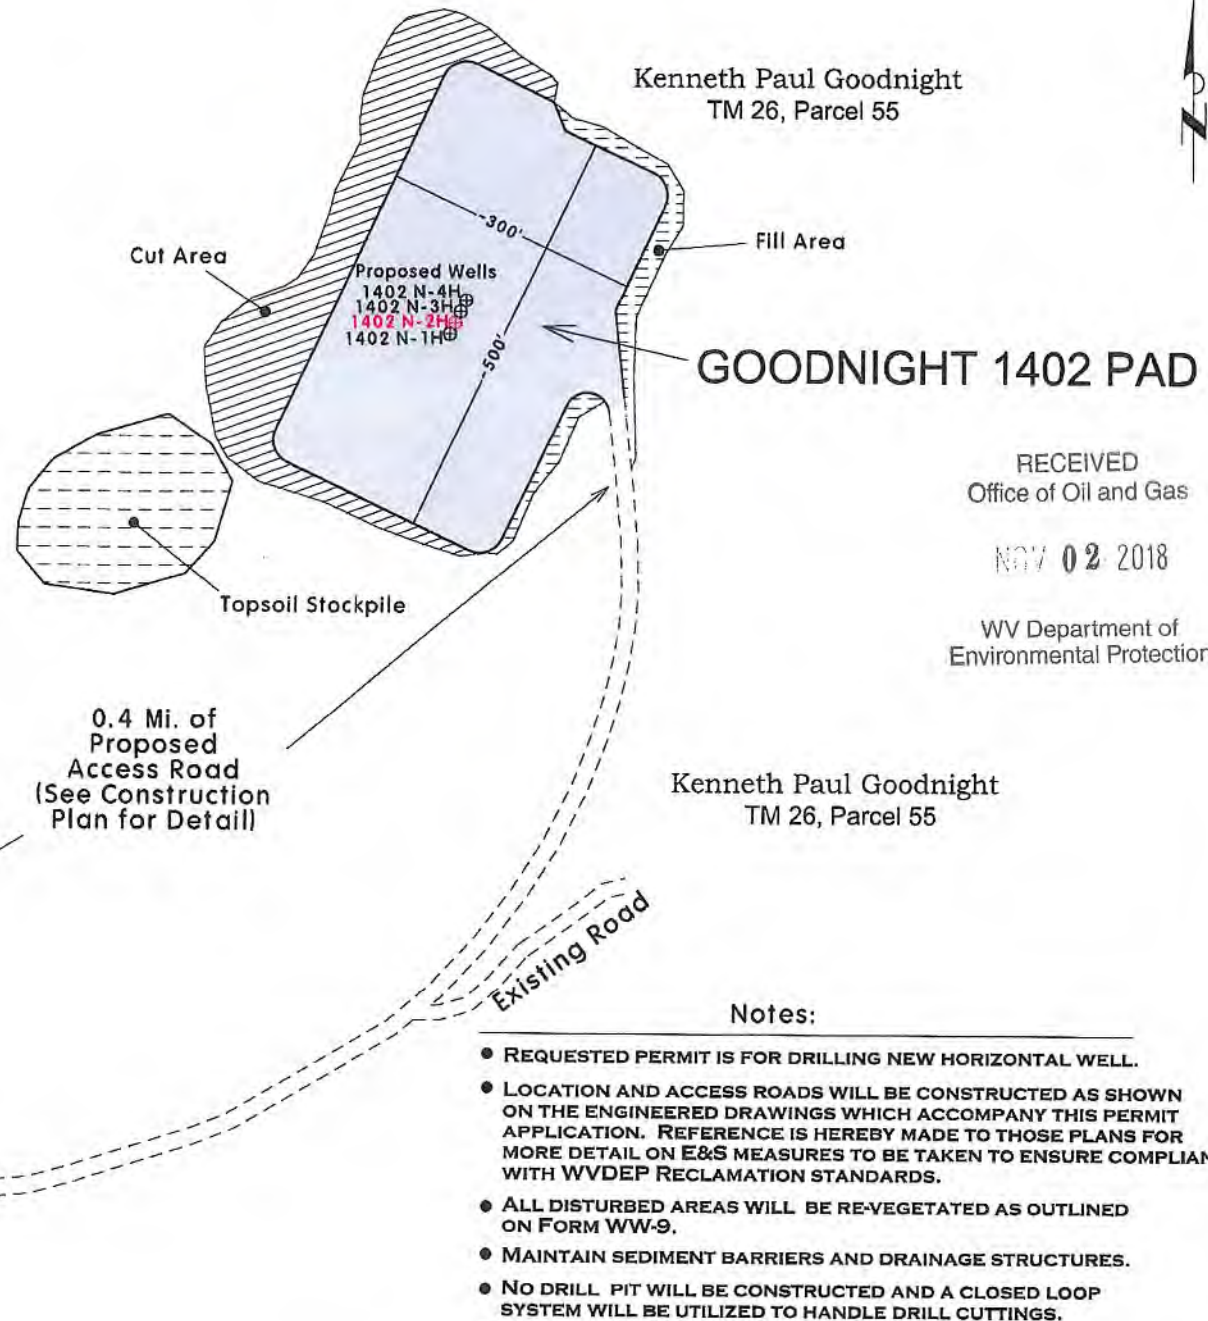 Kenneth Paul Goodnight
TM 26, Parcel 55
N
Cut Area
Fill Area
-300'-
Proposed Wells
1402 N-4H
1402 N-3H
1402 N-2H
1402 N-1H
-500'-
GOODNIGHT 1402 PAD
RECEIVED
Office of Oil and Gas
NOV 02 2018
WV Department of
Environmental Protection
Topsoil Stockpile
0.4 Mi. of
Proposed
Access Road
(See Construction
Plan for Detail)
Kenneth Paul Goodnight
TM 26, Parcel 55
Existing Road
Notes:
● REQUESTED PERMIT IS FOR DRILLING NEW HORIZONTAL WELL.
● LOCATION AND ACCESS ROADS WILL BE CONSTRUCTED AS SHOWN
ON THE ENGINEERED DRAWINGS WHICH ACCOMPANY THIS PERMIT
APPLICATION. REFERENCE IS HEREBY MADE TO THOSE PLANS FOR
MORE DETAIL ON E&S MEASURES TO BE TAKEN TO ENSURE COMPLIAN
WITH WVDEP RECLAMATION STANDARDS.
● ALL DISTURBED AREAS WILL BE RE-VEGETATED AS OUTLINED
ON FORM WW-9.
● MAINTAIN SEDIMENT BARRIERS AND DRAINAGE STRUCTURES.
● NO DRILL PIT WILL BE CONSTRUCTED AND A CLOSED LOOP
SYSTEM WILL BE UTILIZED TO HANDLE DRILL CUTTINGS.